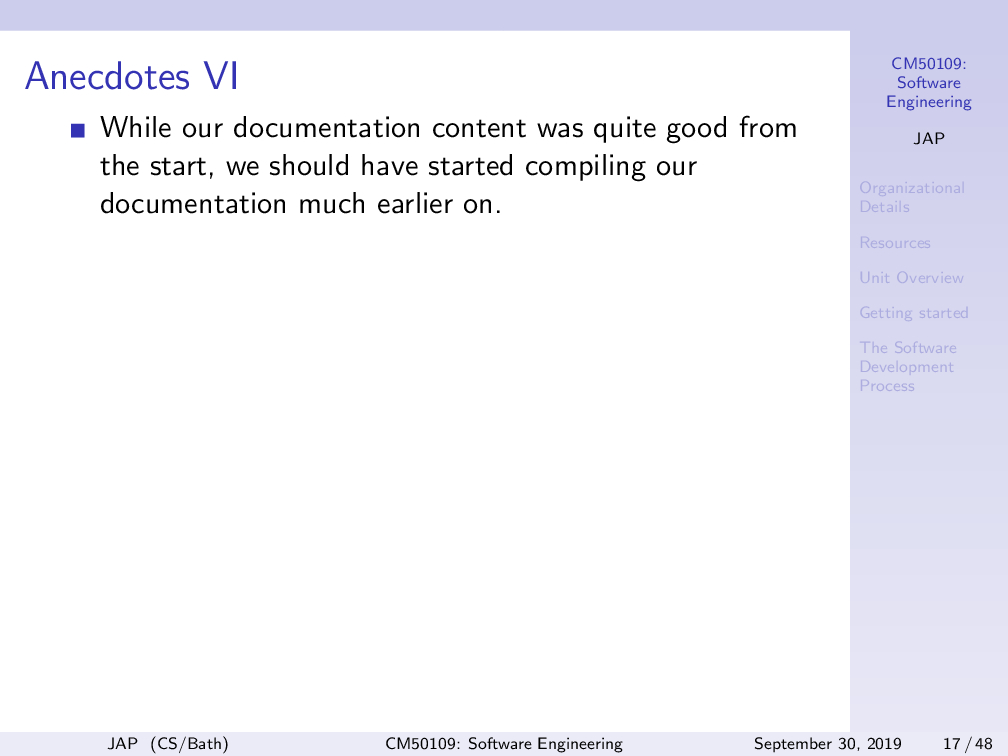 Anecdotes VI
While our documentation content was quite good from
the start, we should have started compiling our
documentation much earlier on.
CM50109:
Software
Engineering
JAP
Organizational
Details
Resources
Unit Overview
Getting started
The Software
Development
Process
JAP (CS/Bath)
CM50109: Software Engineering
September 30, 2019
17 / 48